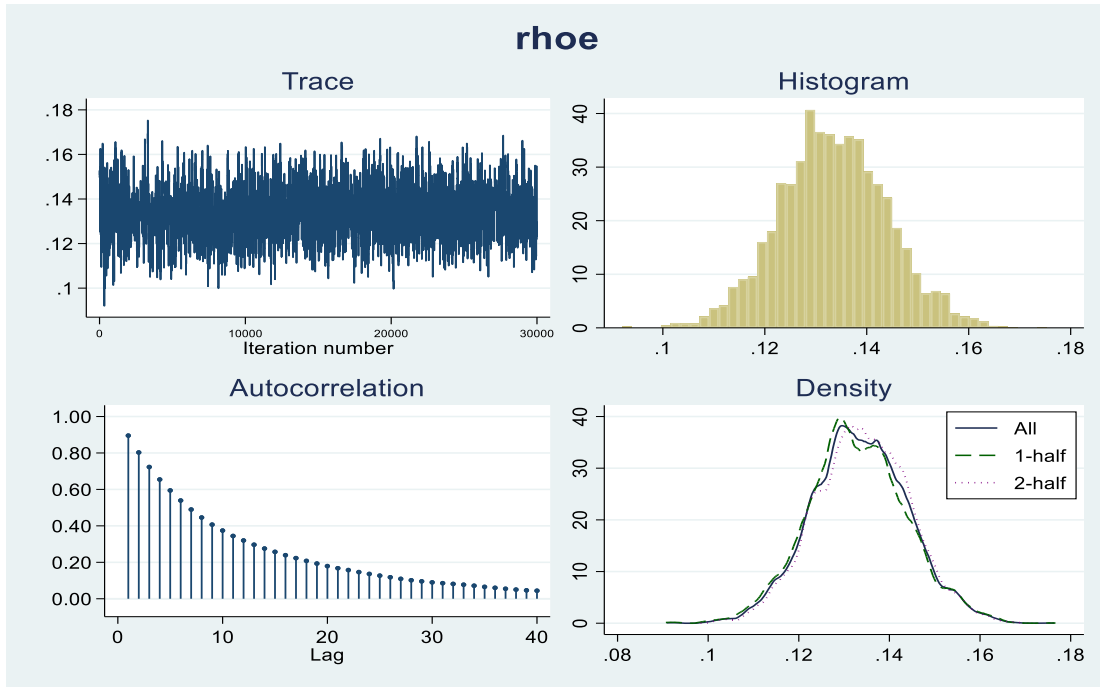 rhoe
Trace
.18
.16
.14
.12
.1
0 10000 20000 30000
Iteration number
Histogram
40
30
20
10
0
.1 .12 .14 .16 .18
Autocorrelation
1.00
0.80
0.60
0.40
0.20
0.00
0 10 20 30 40
Lag
Density
40
30
20
10
0
.08 .1 .12 .14 .16 .18
All
1-half
2-half